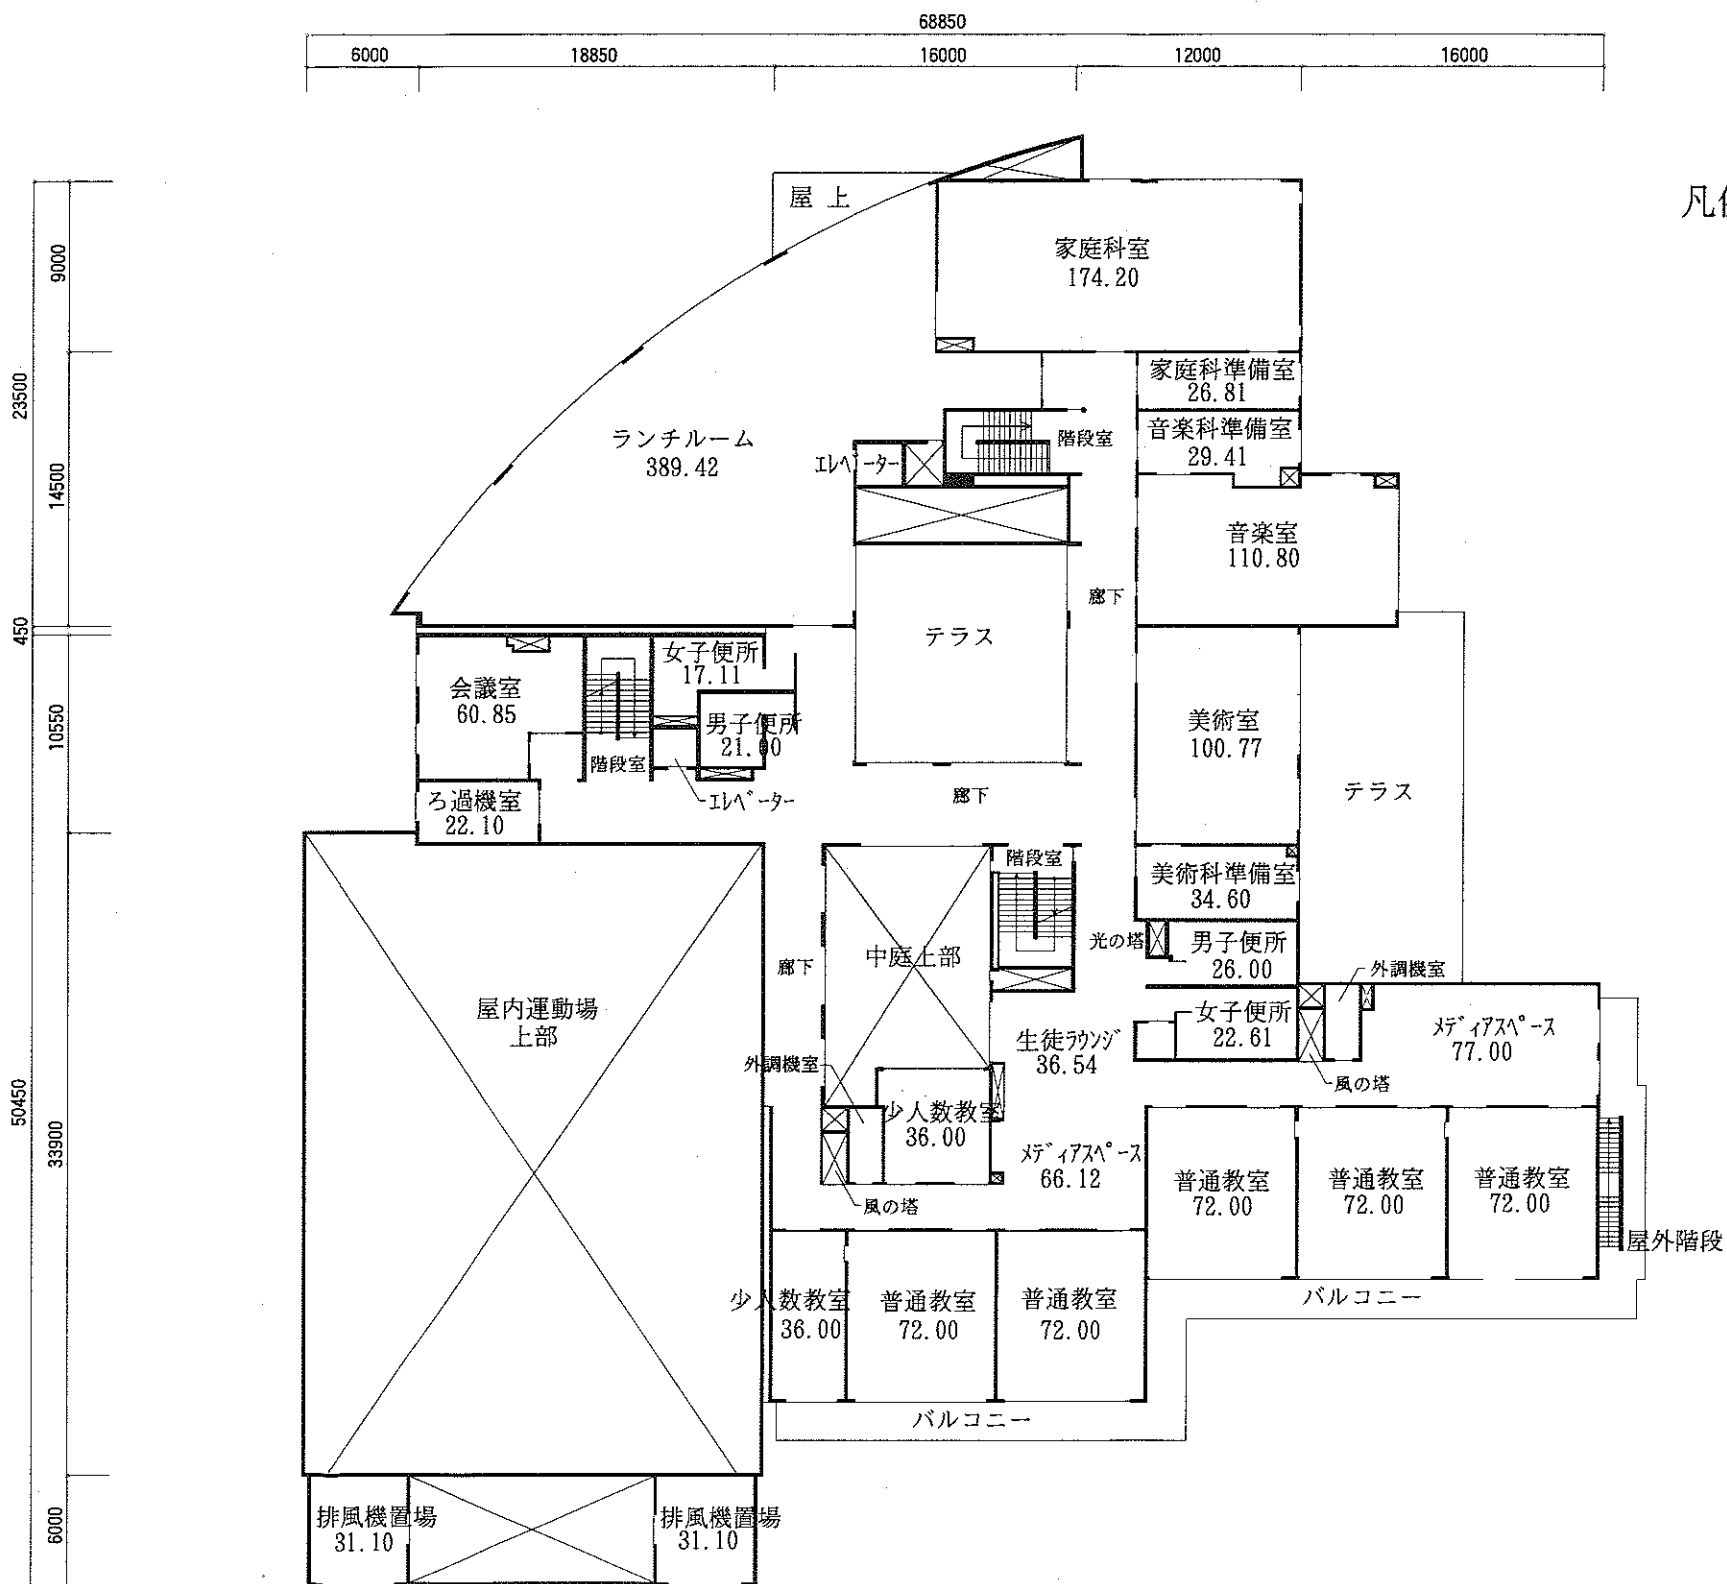 68850
6000 18850 16000 12000 16000
屋 上
凡
9000
23500
14500
450
10550
50450
33900
6000
家庭科室
174.20
家庭科準備室
26.81
ランチルーム
389.42
エレベーター
階段室
音楽科準備室
29.41
音楽室
110.80
廊下
テラス
会議室
60.85
女子便所
17.11
男子便所
階段室
エレベーター
ろ過機室
22.10
美術室
100.77
テラス
廊下
階段室
美術科準備室
34.60
光の塔
男子便所
26.00
外調機室
中庭上部
廊下
屋内運動場
上部
女子便所
22.61
メディアスペース
77.00
風の塔
生徒ラウンジ
36.54
外調機室
少人数教室
36.00
メディアスペース
66.12
風の塔
普通教室
72.00
普通教室
72.00
普通教室
72.00
屋外階段
バルコニー
少人数教室
36.00
普通教室
72.00
普通教室
72.00
バルコニー
排風機置場
31.10
排風機置場
31.10